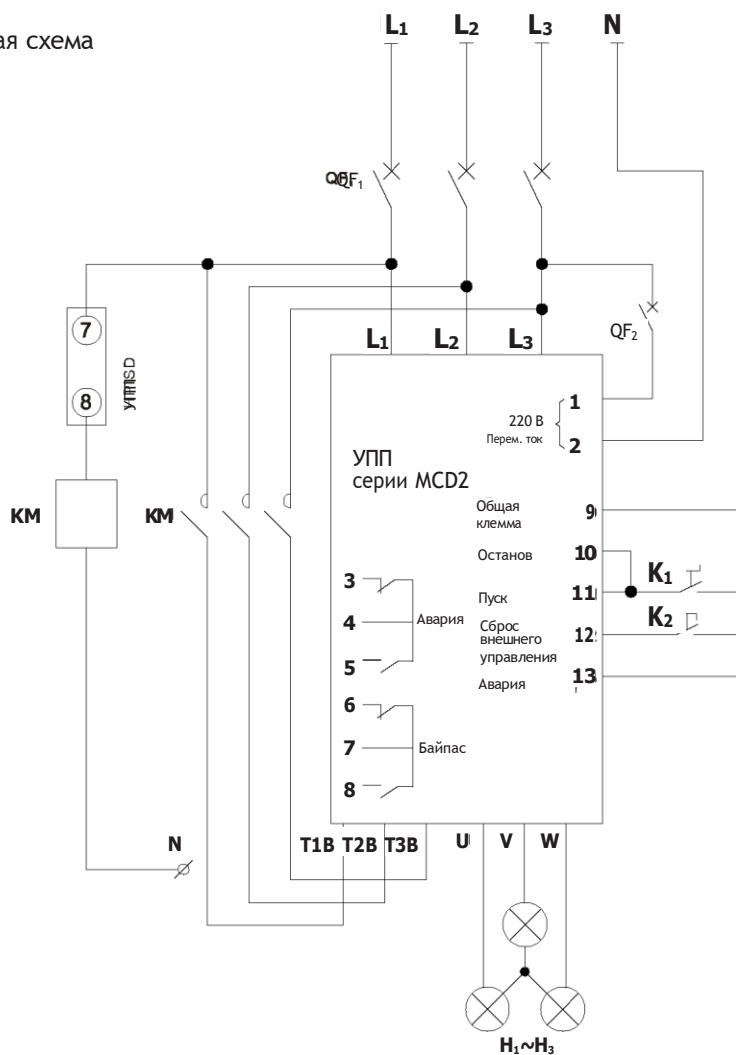 ая схема
L₁ L₂ L₃ N
QF₁
QF₂
L₁ L₂ L₃
7
8
KM
KM
N
УПП
серии MCD2
220 В
Перем. ток
1
2
Общая
клемма
9
Останов
10
Пуск
11
Сброс
внешнего
управления
12
Авария
13
K₁
K₂
3
4
Авария
5
6
7
Байпас
8
T1B T2B T3B U V W
H₁~H₃